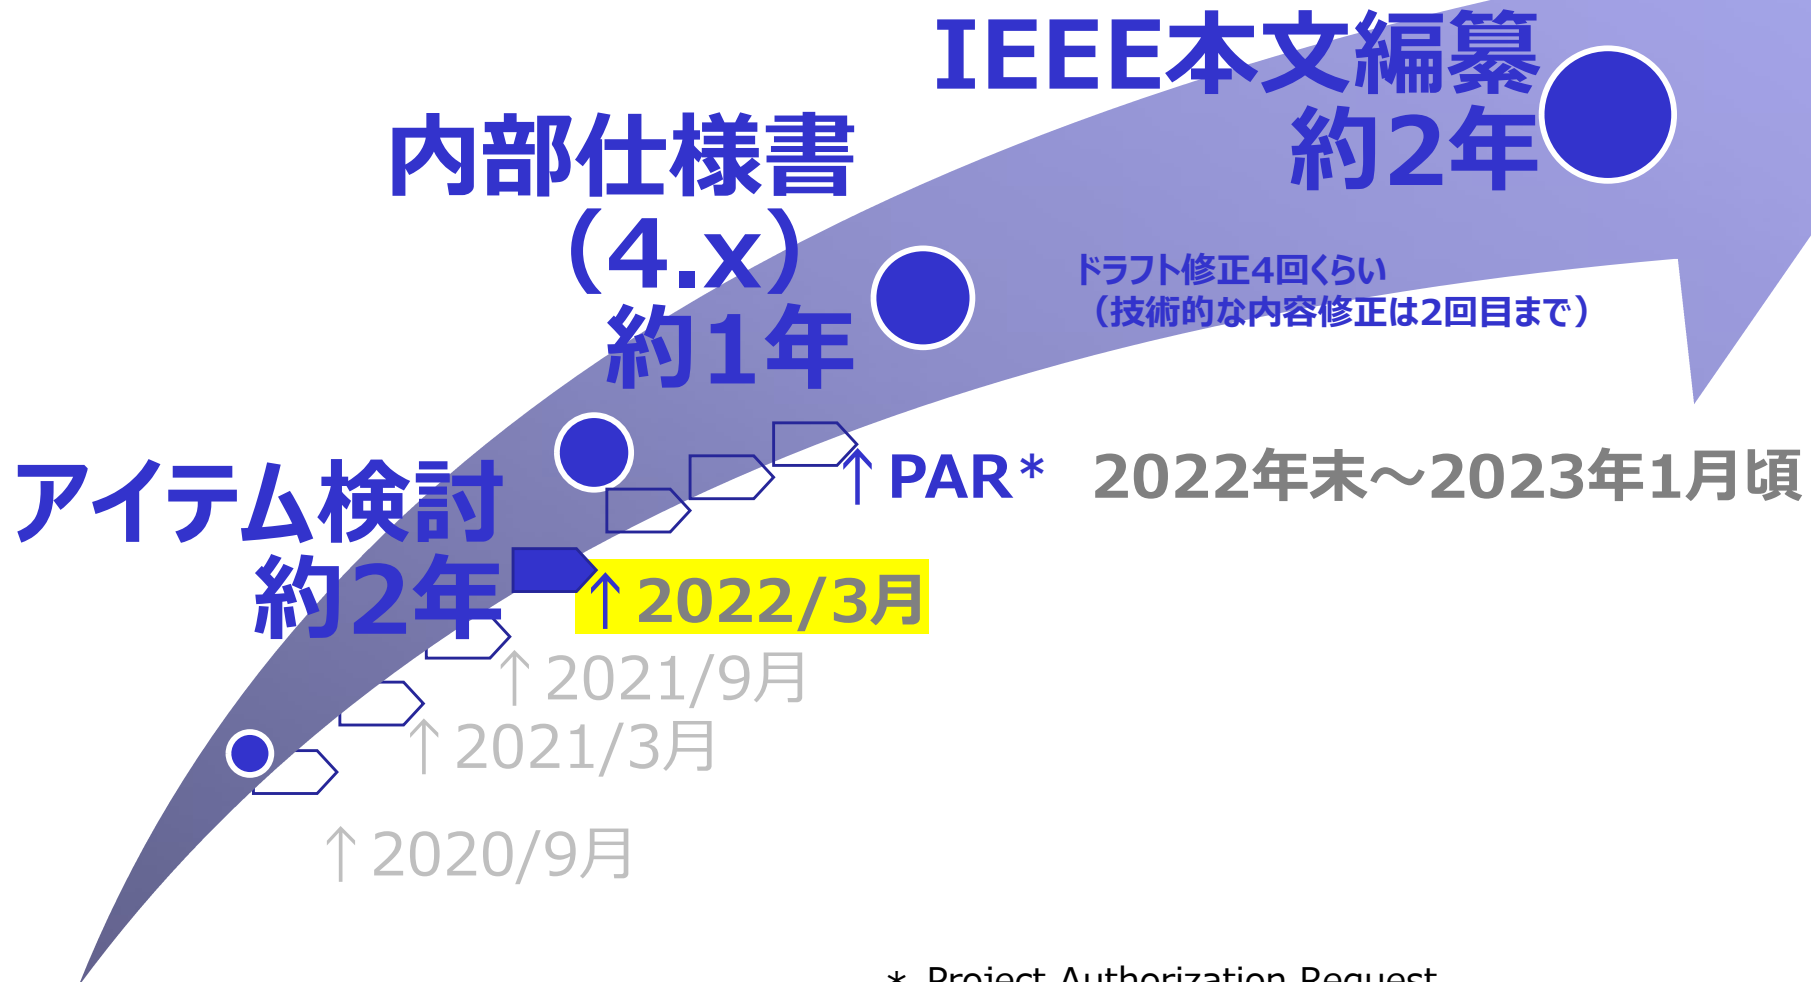 IEEE本文編纂
約2年
内部仕様書
（4.x）
約1年
ドラフト修正4回くらい
（技術的な内容修正は2回目まで）
アイテム検討
約2年
↑PAR* 2022年末～2023年1月頃
↑2022/3月
↑2021/9月
↑2021/3月
↑2020/9月
* Project Authorization Request